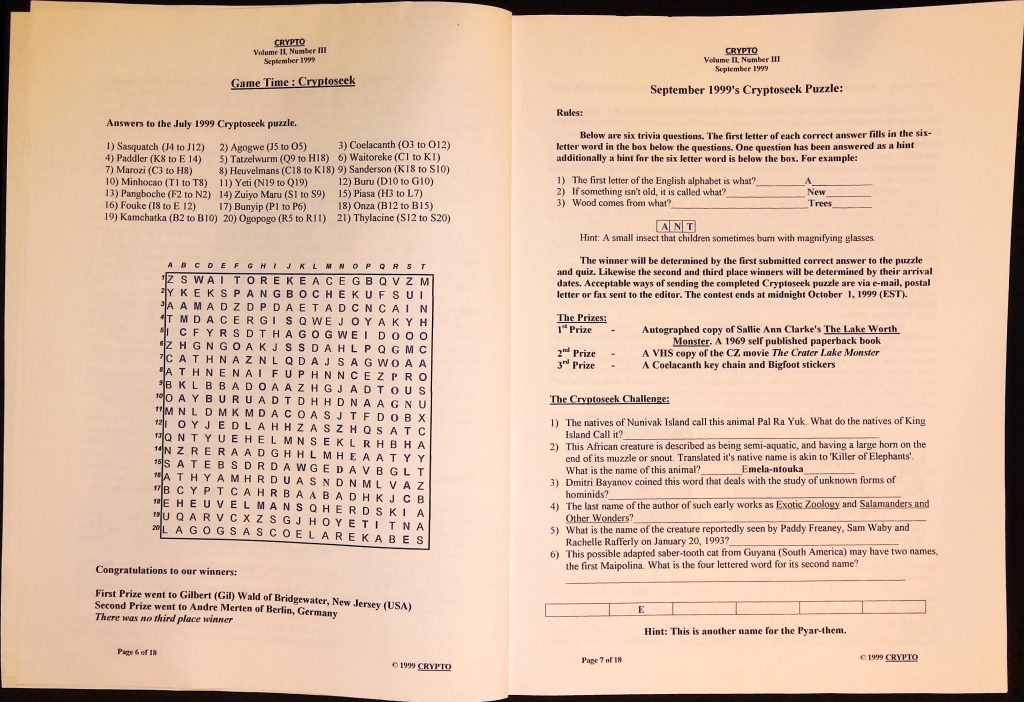 CRYPTO
Volume II, Number III
September 1999
Game Time : Cryptoseek
Answers to the July 1999 Cryptoseek puzzle.
1) Sasquatch (J4 to J12) 2) Agogwe (J5 to O5) 3) Coelacanth (O3 to O12)
4) Paddler (K8 to E 14) 5) Tatzelwurm (Q9 to H18) 6) Waitoreke (C1 to K1)
7) Marozi (C3 to H8) 8) Heuvelmans (C18 to K18) 9) Sanderson (K18 to S10)
10) Minhocao (T1 to T8) 11) Yeti (N19 to Q19) 12) Buru (D10 to G10)
13) Pangboche (F2 to N2) 14) Zuiyo Maru (S1 to S9) 15) Piasa (H3 to L7)
16) Fouke (I8 to E 12) 17) Bunyip (P1 to P6) 18) Onza (B12 to B15)
19) Kamchatka (B2 to B10) 20) Ogopogo (R5 to R11) 21) Thylacine (S12 to S20)
A B C D E F G H I J K L M N O P Q R S T
1 Z S W A I T O R E K E A C E G B Q V Z M
2 Y K E K S P A N G B O C H E K U F S U I
3 A A M A D Z D P D A E T A D C N C A I N
4 T M D A C E R G I S Q W E J O Y A K Y H
5 I C F Y R S D T H A G O G W E I D O O O
6 Z H G N G O A K J S S D A H L P Q G M C
7 C A T H N A Z N L Q D A J S A G W O A A
8 A T H N E N A I F U P H N N C E Z P R O
9 B K L B B A D O A A Z H G J A D T O U S
10 O A Y B U R U A D T D H H D N A A G N U
11 M N L D M K M D A C O A S J T F D O B X
12 I O Y J E D L A H H Z A S Z H Q S A T C
13 Q N T Y U E H E L M N S E K L R H B H A
14 N Z R E R A A D G H H L M H E A A T Y Y
15 S A T E B S D R D A W G E D A V B G L T
16 A T H Y A M H R D U A S N D N M L V A Z
17 B C Y P T C A H R B A A B A D H K J C B
18 E H E U V E L M A N S Q H E R D S K I A
19 U Q A R V C X Z S G J H O Y E T I T N A
20 L A G O G S A S C O E L A R E K A B E S
Congratulations to our winners:
First Prize went to Gilbert (Gil) Wald of Bridgewater, New Jersey (USA)
Second Prize went to Andre Merten of Berlin, Germany
There was no third place winner
Page 6 of 18
© 1999 CRYPTO
CRYPTO
Volume II, Number III
September 1999
September 1999's Cryptoseek Puzzle:
Rules:
Below are six trivia questions. The first letter of each correct answer fills in the six-
letter word in the box below the questions. One question has been answered as a hint
additionally a hint for the six letter word is below the box. For example:
1) The first letter of the English alphabet is what? A
2) If something isn't old, it is called what? New
3) Wood comes from what? Trees
A N T
Hint: A small insect that children sometimes burn with magnifying glasses.
The winner will be determined by the first submitted correct answer to the puzzle
and quiz. Likewise the second and third place winners will be determined by their arrival
dates. Acceptable ways of sending the completed Cryptoseek puzzle are via e-mail, postal
letter or fax sent to the editor. The contest ends at midnight October 1, 1999 (EST).
The Prizes:
1st Prize - Autographed copy of Sallie Ann Clarke's The Lake Worth
Monster. A 1969 self published paperback book
2nd Prize - A VHS copy of the CZ movie The Crater Lake Monster
3rd Prize - A Coelacanth key chain and Bigfoot stickers
The Cryptoseek Challenge:
1) The natives of Nunivak Island call this animal Pal Ra Yuk. What do the natives of King
Island Call it?
2) This African creature is described as being semi-aquatic, and having a large horn on the
end of its muzzle or snout. Translated it's native name is akin to 'Killer of Elephants'.
What is the name of this animal? Emela-ntouka
3) Dmitri Bayanov coined this word that deals with the study of unknown forms of
hominids?
4) The last name of the author of such early works as Exotic Zoology and Salamanders and
Other Wonders?
5) What is the name of the creature reportedly seen by Paddy Freaney, Sam Waby and
Rachelle Rafferly on January 20, 1993?
6) This possible adapted saber-tooth cat from Guyana (South America) may have two names,
the first Maipolina. What is the four lettered word for its second name?
E
Hint: This is another name for the Pyar-them.
Page 7 of 18
© 1999 CRYPTO